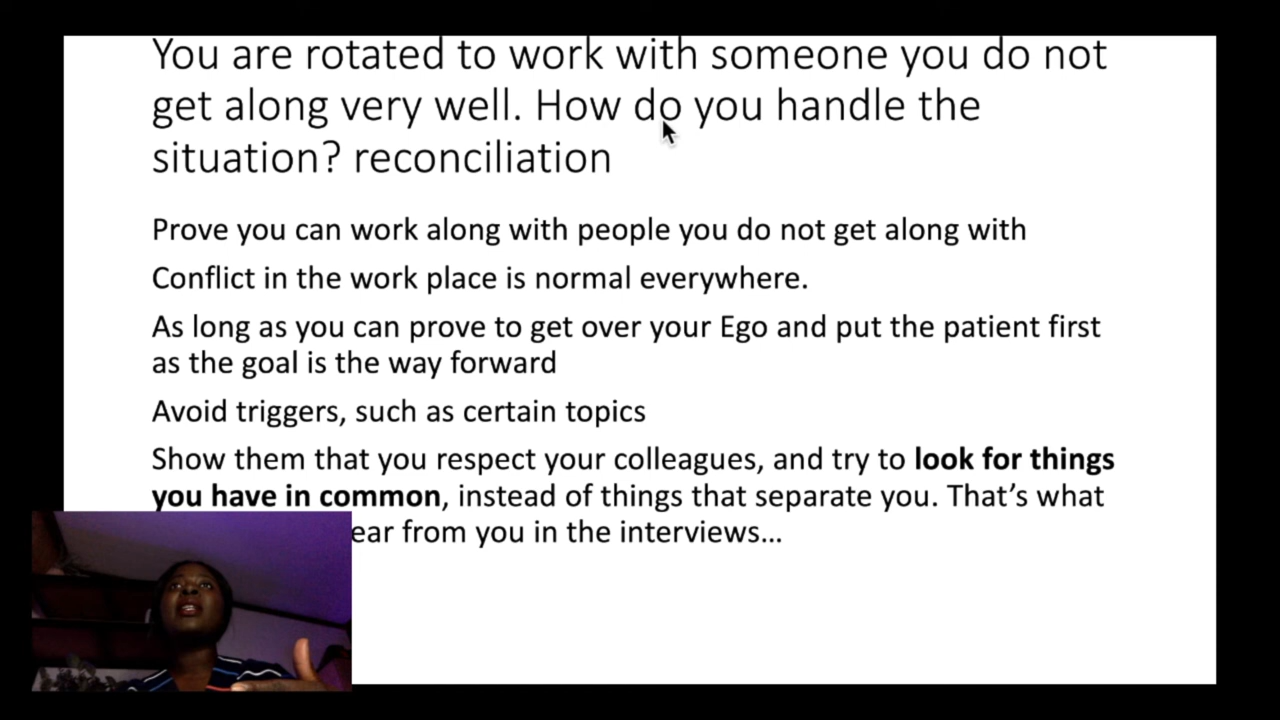 You are rotated to work with someone you do not
get along very well. How do you handle the
situation? reconciliation
Prove you can work along with people you do not get along with
Conflict in the work place is normal everywhere.
As long as you can prove to get over your Ego and put the patient first
as the goal is the way forward
Avoid triggers, such as certain topics
Show them that you respect your colleagues, and try to look for things
you have in common, instead of things that separate you. That’s what
from you in the interviews...